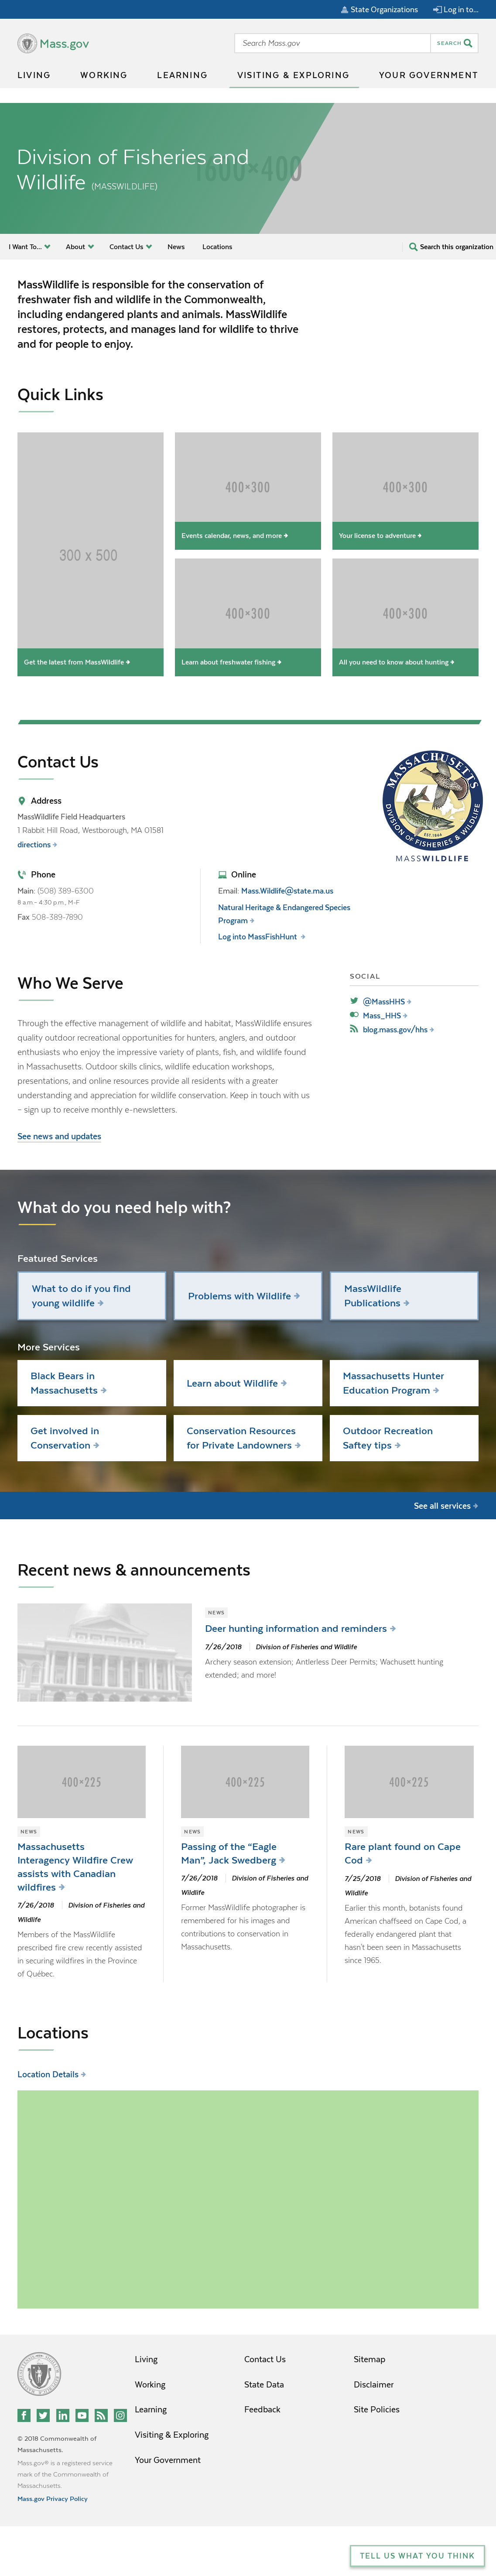 State Organizations Log in to...
Mass.gov
Search Mass.gov SEARCH
LIVING WORKING LEARNING VISITING & EXPLORING YOUR GOVERNMENT
1600×400
Division of Fisheries and
Wildlife (MASSWILDLIFE)
I Want To... About Contact Us News Locations Search this organization
MassWildlife is responsible for the conservation of
freshwater fish and wildlife in the Commonwealth,
including endangered plants and animals. MassWildlife
restores, protects, and manages land for wildlife to thrive
and for people to enjoy.
Quick Links
300 x 500
Get the latest from MassWildlife
400×300
Events calendar, news, and more
400×300
Your license to adventure
400×300
Learn about freshwater fishing
400×300
All you need to know about hunting
Contact Us
Address
MassWildlife Field Headquarters
1 Rabbit Hill Road, Westborough, MA 01581
directions
Phone
Main: (508) 389-6300
8 a.m.- 4:30 p.m., M-F
Fax 508-389-7890
Online
Email: Mass.Wildlife@state.ma.us
Natural Heritage & Endangered Species
Program
Log into MassFishHunt
MASSACHUSETTS
DIVISION OF FISHERIES & WILDLIFE
EST. 1866
MASSWILDLIFE
Who We Serve
Through the effective management of wildlife and habitat, MassWildlife ensures
quality outdoor recreational opportunities for hunters, anglers, and outdoor
enthusiasts who enjoy the impressive variety of plants, fish, and wildlife found
in Massachusetts. Outdoor skills clinics, wildlife education workshops,
presentations, and online resources provide all residents with a greater
understanding and appreciation for wildlife conservation. Keep in touch with us
– sign up to receive monthly e-newsletters.
See news and updates
SOCIAL
@MassHHS
Mass_HHS
blog.mass.gov/hhs
What do you need help with?
Featured Services
What to do if you find
young wildlife
Problems with Wildlife
MassWildlife
Publications
More Services
Black Bears in
Massachusetts
Learn about Wildlife
Massachusetts Hunter
Education Program
Get involved in
Conservation
Conservation Resources
for Private Landowners
Outdoor Recreation
Saftey tips
See all services
Recent news & announcements
NEWS
Deer hunting information and reminders
7/26/2018 Division of Fisheries and Wildlife
Archery season extension; Antlerless Deer Permits; Wachusett hunting
extended; and more!
400×225
NEWS
Massachusetts
Interagency Wildfire Crew
assists with Canadian
wildfires
7/26/2018 Division of Fisheries and
Wildlife
Members of the MassWildlife
prescribed fire crew recently assisted
in securing wildfires in the Province
of Québec.
400×225
NEWS
Passing of the “Eagle
Man”, Jack Swedberg
7/26/2018 Division of Fisheries and
Wildlife
Former MassWildlife photographer is
remembered for his images and
contributions to conservation in
Massachusetts.
400×225
NEWS
Rare plant found on Cape
Cod
7/25/2018 Division of Fisheries and
Wildlife
Earlier this month, botanists found
American chaffseed on Cape Cod, a
federally endangered plant that
hasn't been seen in Massachusetts
since 1965.
Locations
Location Details
Living
Working
Learning
Visiting & Exploring
Your Government
Contact Us
State Data
Feedback
Sitemap
Disclaimer
Site Policies
© 2018 Commonwealth of
Massachusetts.
Mass.gov® is a registered service
mark of the Commonwealth of
Massachusetts.
Mass.gov Privacy Policy
TELL US WHAT YOU THINK